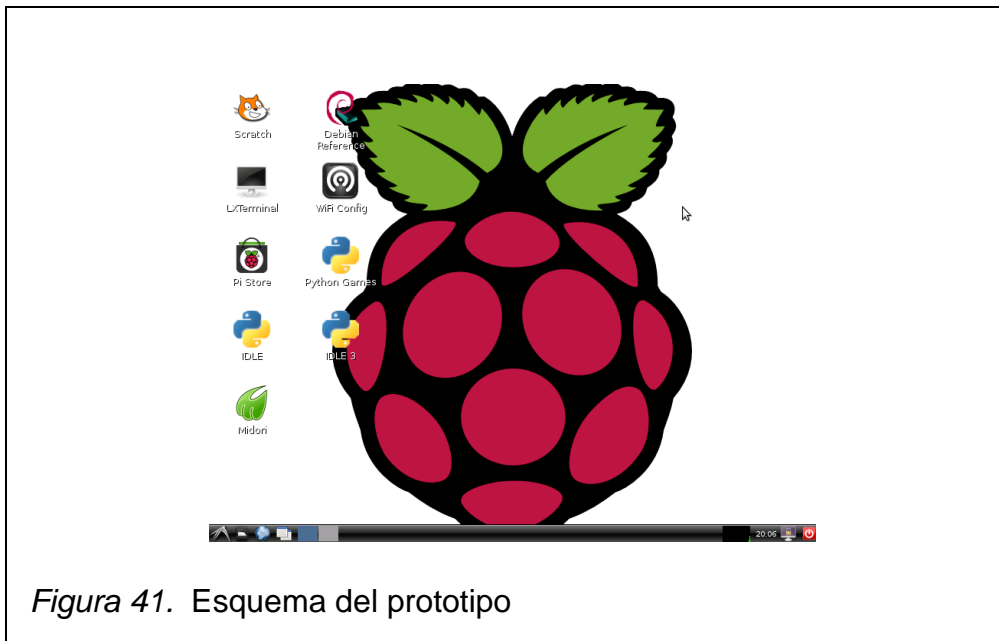 Scratch
Debian
Reference
LXTerminal
WiFi Config
Pi Store
Python Games
IDLE
IDLE 3
Midori
20:06
Figura 41. Esquema del prototipo